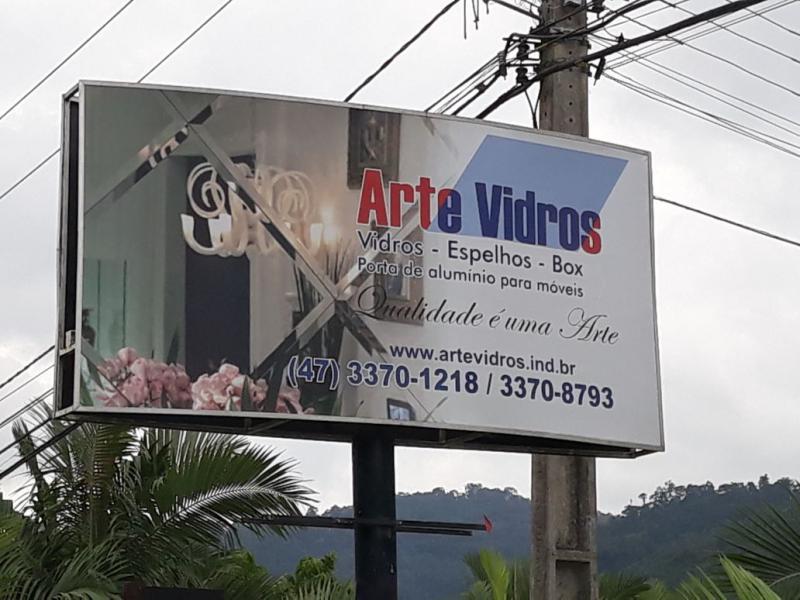 Arte Vidros
Vidros - Espelhos - Box
Porta de alumínio para móveis
Qualidade é uma Arte
www.artevidros.ind.br
(47) 3370-1218 / 3370-8793